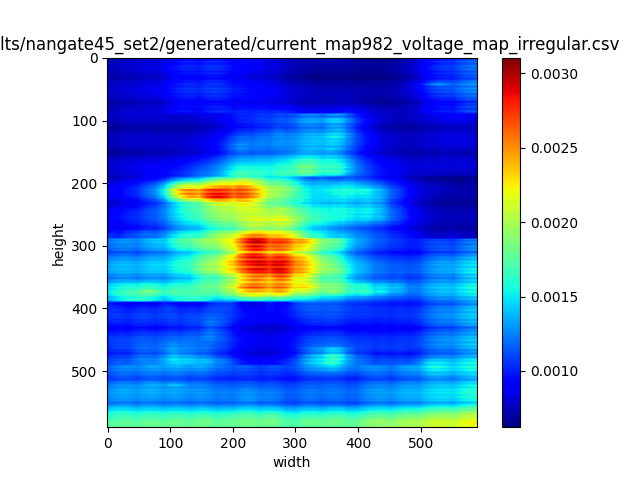 lts/nangate45_set2/generated/current_map982_voltage_map_irregular.csv
0
100
200
300
400
500
height
0 100 200 300 400 500
width
0.0030
0.0025
0.0020
0.0015
0.0010